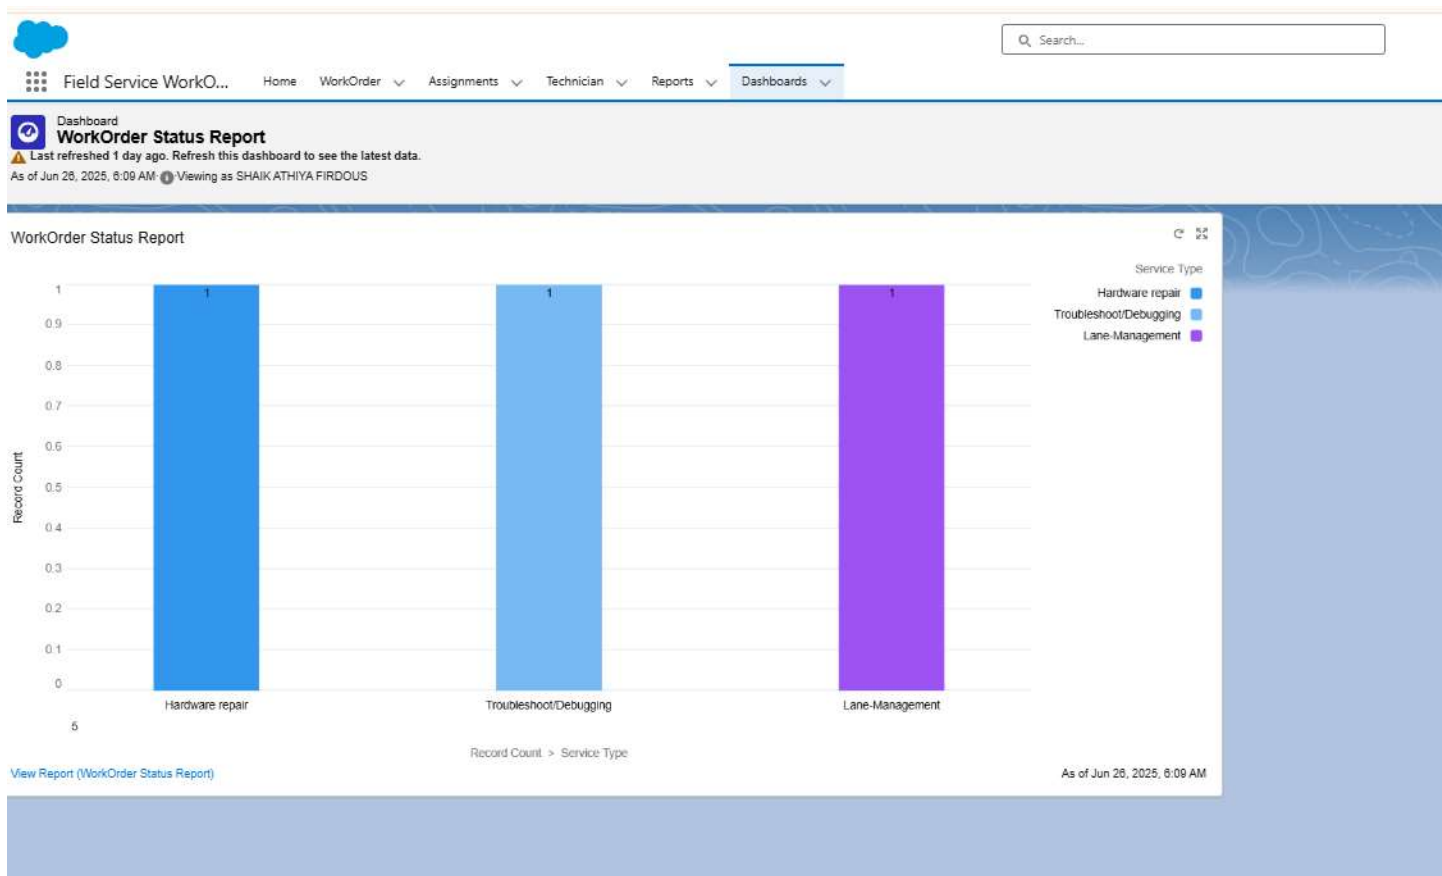 Search...
Field Service WorkO... Home WorkOrder Assignments Technician Reports Dashboards
Dashboard
WorkOrder Status Report
Last refreshed 1 day ago. Refresh this dashboard to see the latest data.
As of Jun 26, 2025, 6:09 AM· Viewing as SHAIK ATHIYA FIRDOUS
WorkOrder Status Report
Service Type
Hardware repair
Troubleshoot/Debugging
Lane-Management
1 1 1 1
0.9
0.8
0.7
0.6
0.5
0.4
0.3
0.2
0.1
0
Record Count
Hardware repair Troubleshoot/Debugging Lane-Management
5
Record Count > Service Type
View Report (WorkOrder Status Report) As of Jun 26, 2025, 6:09 AM